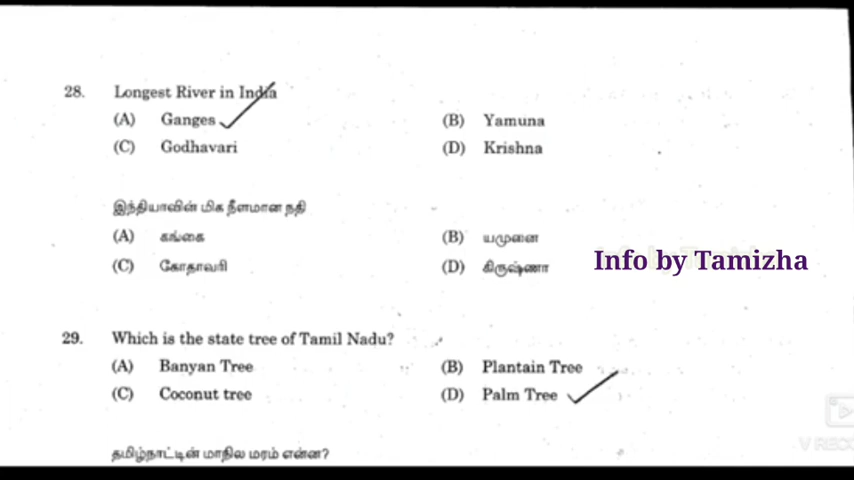 28. Longest River in India
(A) Ganges (B) Yamuna
(C) Godhavari (D) Krishna
இந்தியாவின் மிக நீளமான நதி
(A) கங்கை (B) யமுனை
(C) கோதாவரி (D) கிருஷ்ணா
Info by Tamizha
29. Which is the state tree of Tamil Nadu?
(A) Banyan Tree (B) Plantain Tree
(C) Coconut tree (D) Palm Tree
தமிழ்நாட்டின் மாநில மரம் என்ன?